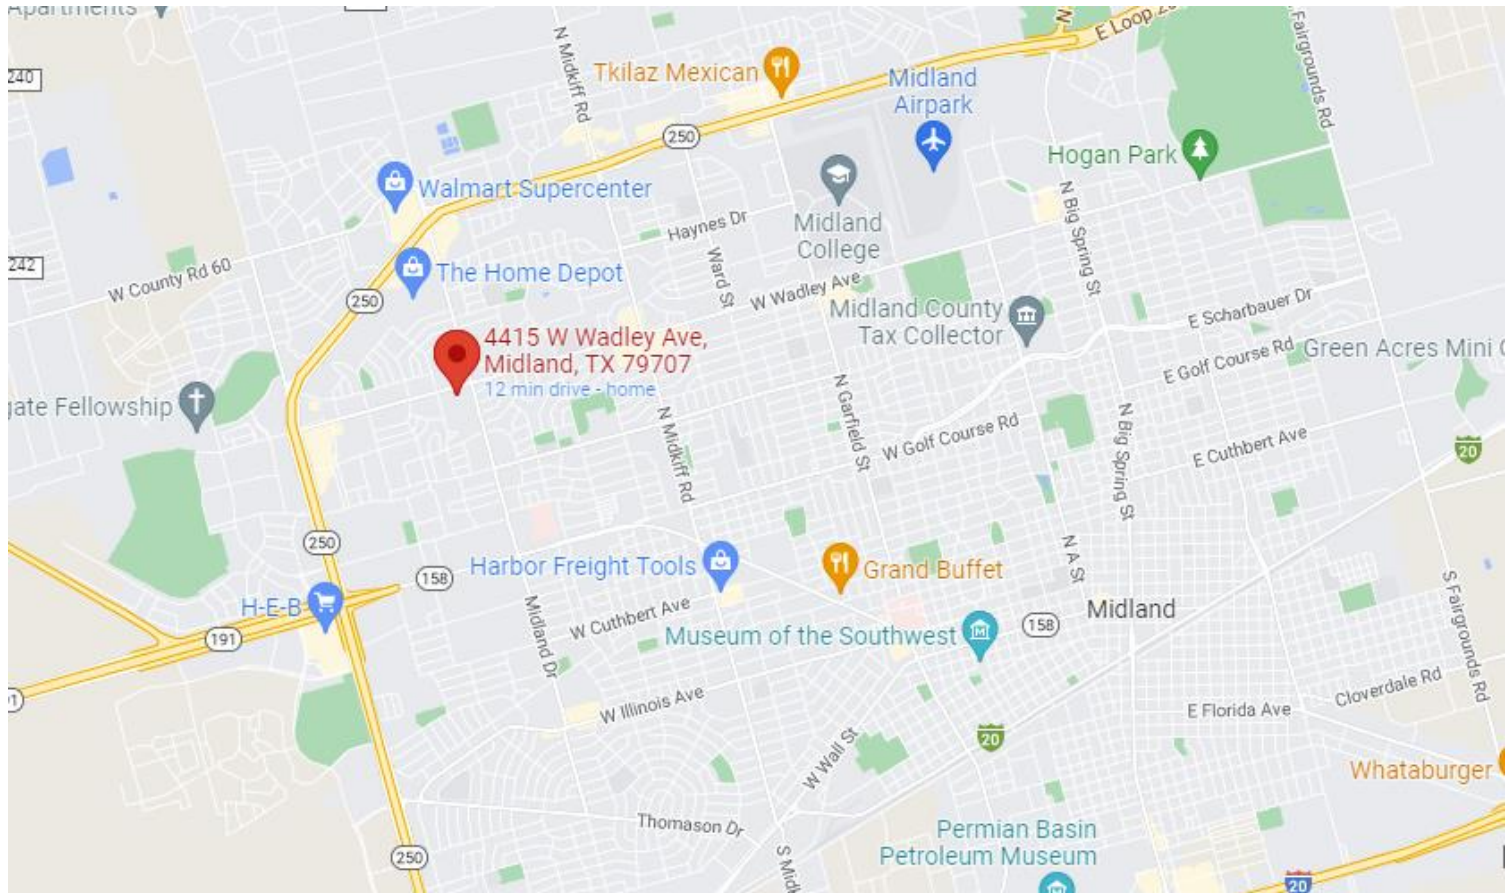 Apartments
240
N Midkiff Rd
Tkilaz Mexican
250
Midland
Airpark
N
E Loop
Fairgrounds Rd
Hogan Park
Walmart Supercenter
Midland
College
Haynes Dr
Ward St
N Big Spring St
242
W County Rd 60
The Home Depot
250
W Wadley Ave
Midland County
Tax Collector
E Scharbauer Dr
E Golf Course Rd
Green Acres Mini
4415 W Wadley Ave,
Midland, TX 79707
12 min drive - home
gate Fellowship
N Midkiff Rd
N Garfield St
W Golf Course Rd
N Big Spring St
E Cuthbert Ave
20
250
158
Harbor Freight Tools
Grand Buffet
N A St
H-E-B
191
Midland Dr
W Cuthbert Ave
Museum of the Southwest
158
Midland
S Fairgrounds Rd
W Illinois Ave
W Wall St
20
E Florida Ave
Cloverdale Rd
Whataburger
Thomason Dr
250
Permian Basin
Petroleum Museum
20